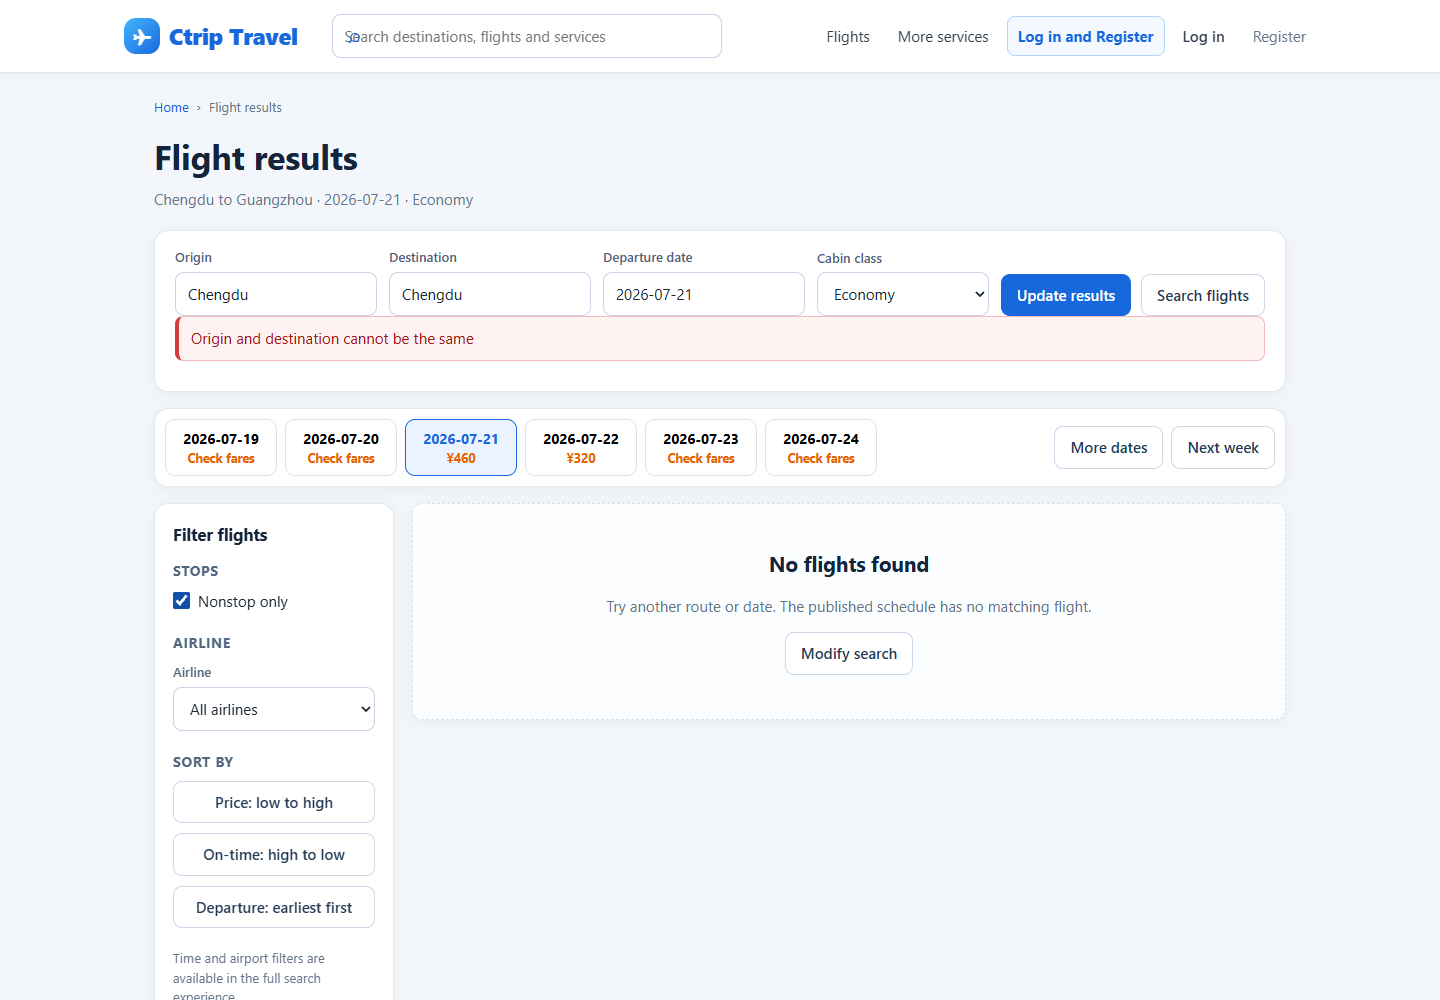 Ctrip Travel
Search destinations, flights and services
Flights
More services
Log in and Register
Log in
Register
Home › Flight results
Flight results
Chengdu to Guangzhou · 2026-07-21 · Economy
Origin
Destination
Departure date
Cabin class
Chengdu
Chengdu
2026-07-21
Economy
Update results
Search flights
Origin and destination cannot be the same
2026-07-19
Check fares
2026-07-20
Check fares
2026-07-21
¥460
2026-07-22
¥320
2026-07-23
Check fares
2026-07-24
Check fares
More dates
Next week
Filter flights
STOPS
Nonstop only
AIRLINE
Airline
All airlines
SORT BY
Price: low to high
On-time: high to low
Departure: earliest first
Time and airport filters are
available in the full search
experience
No flights found
Try another route or date. The published schedule has no matching flight.
Modify search